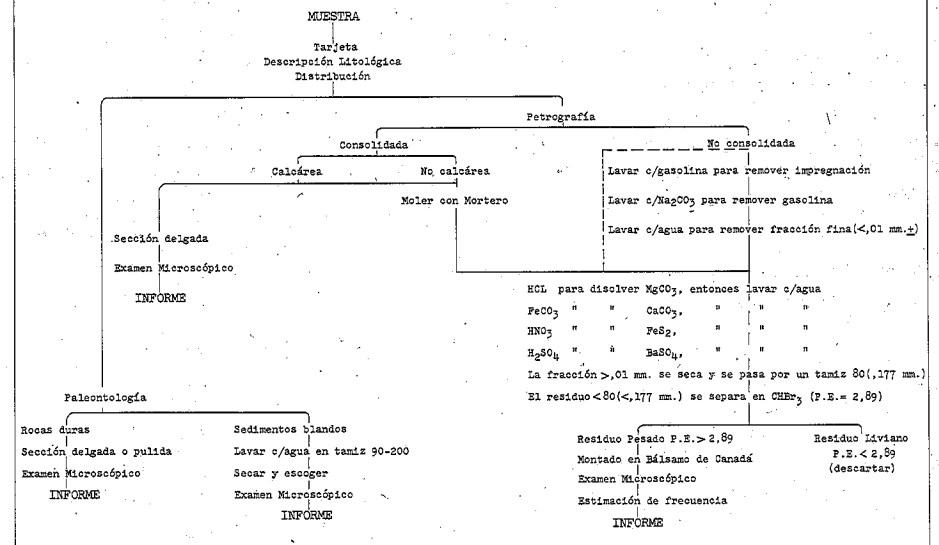 MUESTRA
Tarjeta
Descripción Litológica
Distribución
Petrografía
Consolidada
No consolidada
Calcárea
No calcárea
Lavar c/gasolina para remover impregnación
Moler con Mortero
Lavar c/Na2CO3 para remover gasolina
Lavar c/agua para remover fracción fina(<,01 mm.±)
Sección delgada
Examen Microscópico
INFORME
HCL para disolver MgCO3, entonces lavar c/agua
FeCO3 " " CaCO3, " " "
HNO3 " " FeS2, " " "
H2SO4 " " BaSO4, " " "
La fracción >,01 mm. se seca y se pasa por un tamiz 80(,177 mm.)
El residuo <80(<,177 mm.) se separa en CHBr3 (P.E.= 2,89)
Paleontología
Rocas duras
Sección delgada o pulida
Examen Microscópico
INFORME
Sedimentos blandos
Lavar c/agua en tamiz 90-200
Secar y escoger
Examen Microscópico
INFORME
Residuo Pesado P.E.> 2,89
Montado en Bálsamo de Canadá
Examen Microscópico
Estimación de frecuencia
INFORME
Residuo Liviano
P.E.< 2,89
(descartar)